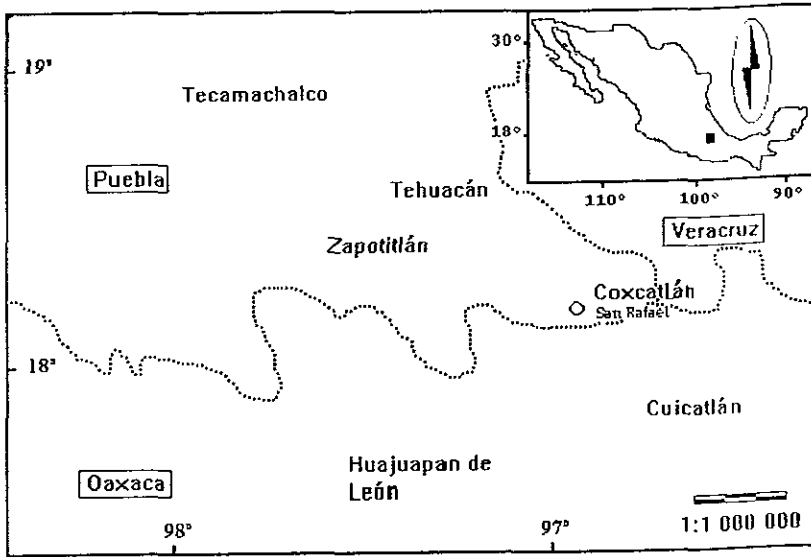 19°
Tecamachalco
Puebla
Tehuacán
Zapotitlán
30°
18°
110°
100°
90°
Veracruz
Coxcatlán
San Rafael
18°
Cuicatlán
Huajuapan de
León
Oaxaca
1:1 000 000
98°
97°